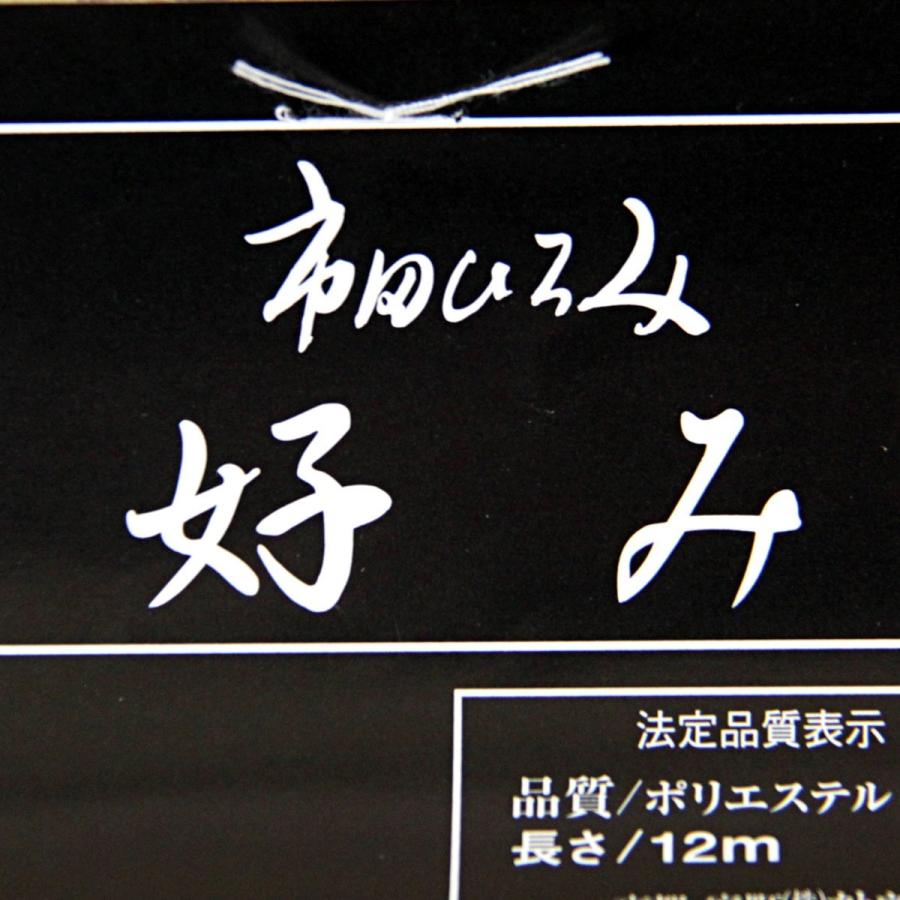 市田ひろみ
好み
法定品質表示
品質/ポリエステル
長さ/12m